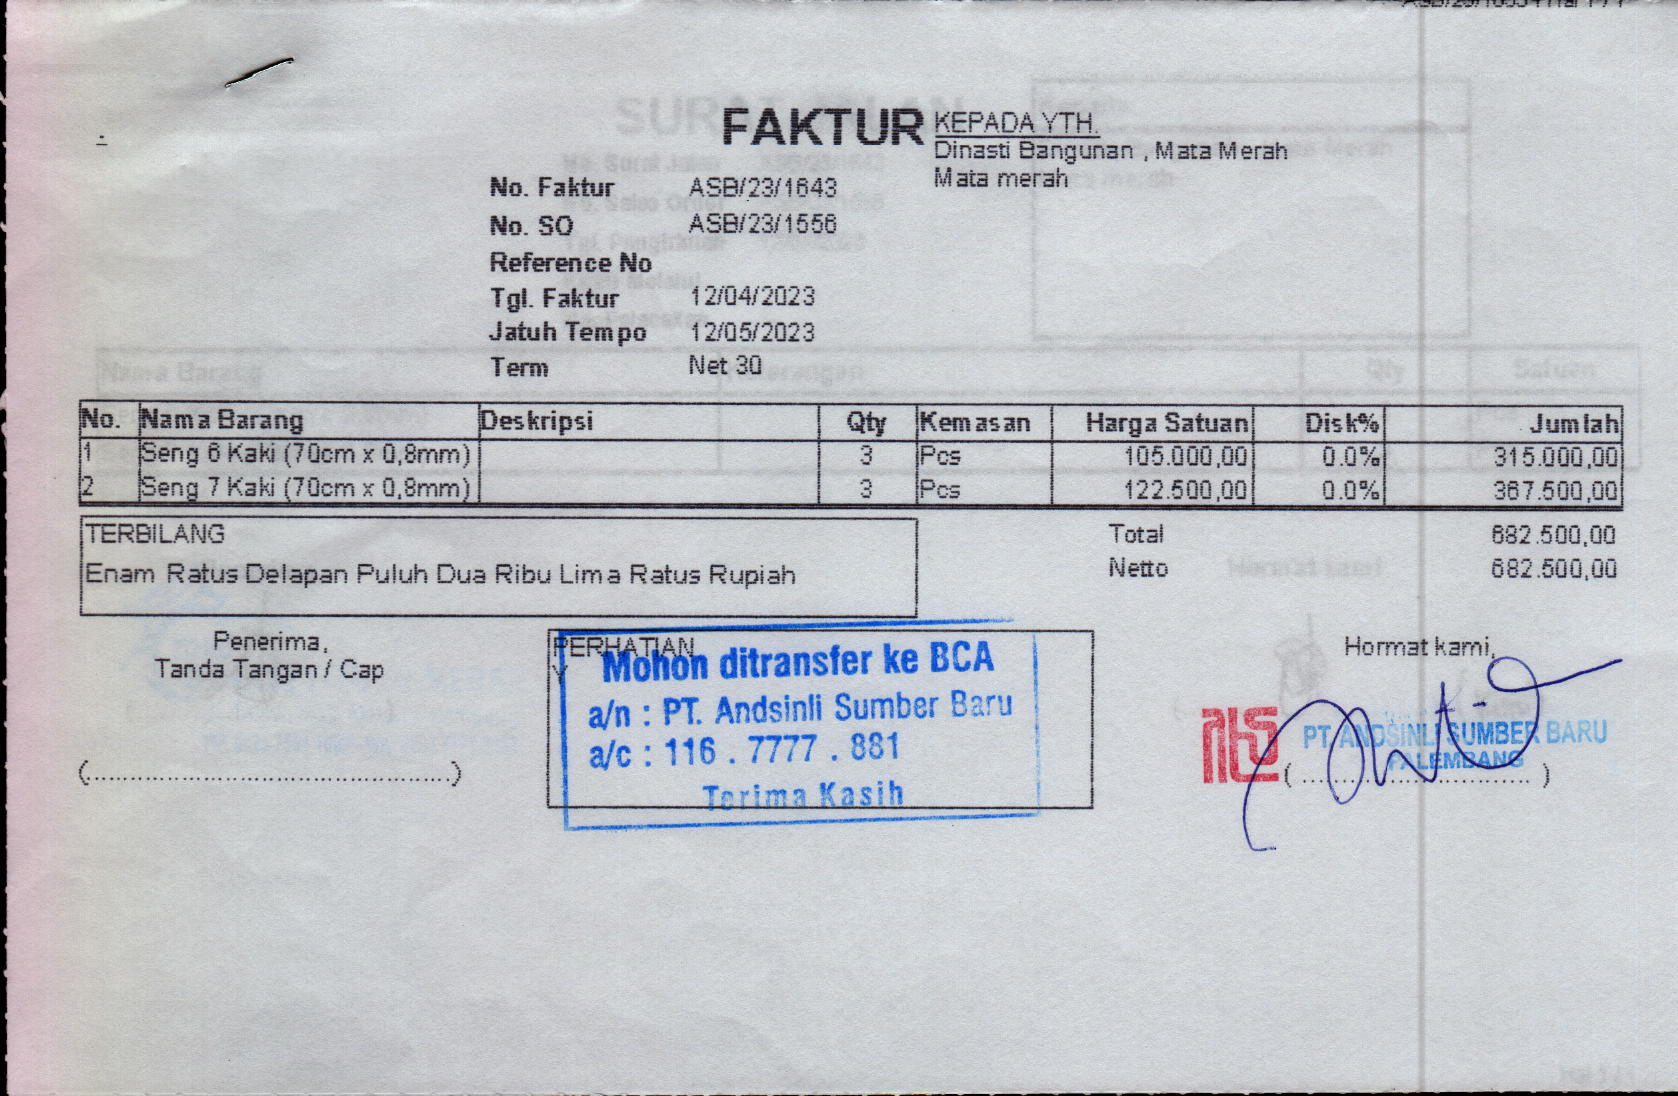 FAKTUR
KEPADA YTH.
Dinasti Bangunan , Mata Merah
Mata merah
No. Faktur ASB/23/1643
No. SO ASB/23/1556
Reference No
Tgl. Faktur 12/04/2023
Jatuh Tempo 12/05/2023
Term Net 30
No. Nama Barang Deskripsi Qty Kemasan Harga Satuan Disk% Jumlah
1 Seng 6 Kaki (70cm x 0,8mm) 3 Pcs 105.000,00 0.0% 315.000,00
2 Seng 7 Kaki (70cm x 0,8mm) 3 Pcs 122.500,00 0.0% 367.500,00
TERBILANG
Enam Ratus Delapan Puluh Dua Ribu Lima Ratus Rupiah
Total 682.500,00
Netto 682.500,00
Penerima,
Tanda Tangan / Cap
(..............................................)
PERHATIAN
Mohon ditransfer ke BCA
a/n : PT. Andsinli Sumber Baru
a/c : 116 . 7777 . 881
Terima Kasih
Hormat kami,
PT. ANDSINLI SUMBER BARU
PALEMBANG
(..............................)